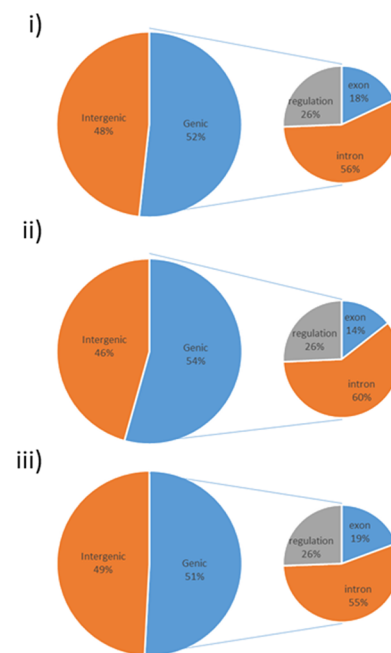 i)
Intergenic
48%
Genic
52%
regulation
26%
exon
18%
intron
56%
ii)
Intergenic
46%
Genic
54%
regulation
26%
exon
14%
intron
60%
iii)
Intergenic
49%
Genic
51%
regulation
26%
exon
19%
intron
55%